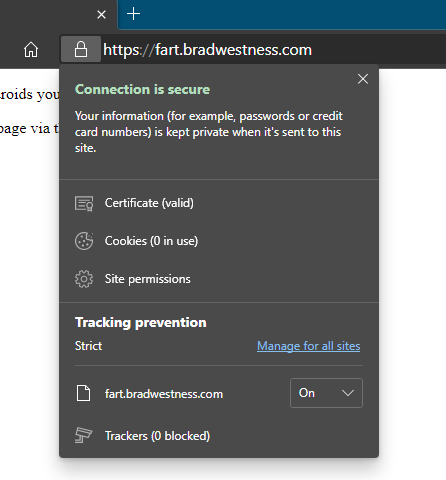 https://fart.bradwestness.com
roids you
page via t
Connection is secure
Your information (for example, passwords or credit
card numbers) is kept private when it's sent to this
site.
Certificate (valid)
Cookies (0 in use)
Site permissions
Tracking prevention
Strict Manage for all sites
fart.bradwestness.com On
Trackers (0 blocked)